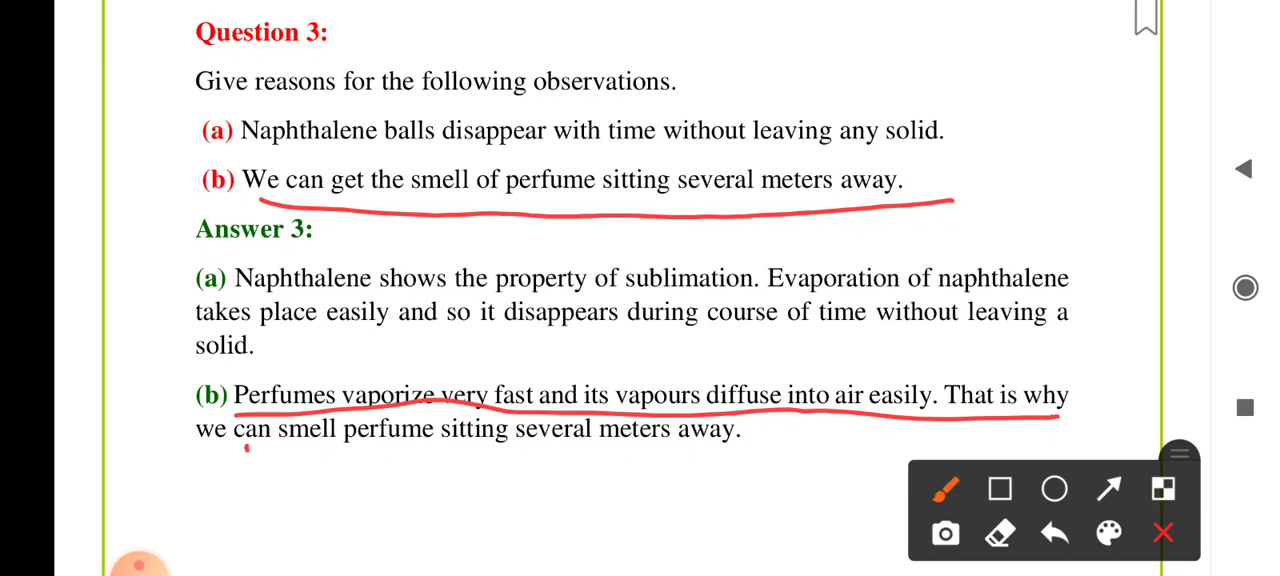 Question 3:
Give reasons for the following observations.
(a) Naphthalene balls disappear with time without leaving any solid.
(b) We can get the smell of perfume sitting several meters away.
Answer 3:
(a) Naphthalene shows the property of sublimation. Evaporation of naphthalene
takes place easily and so it disappears during course of time without leaving a
solid.
(b) Perfumes vaporize very fast and its vapours diffuse into air easily. That is why
we can smell perfume sitting several meters away.